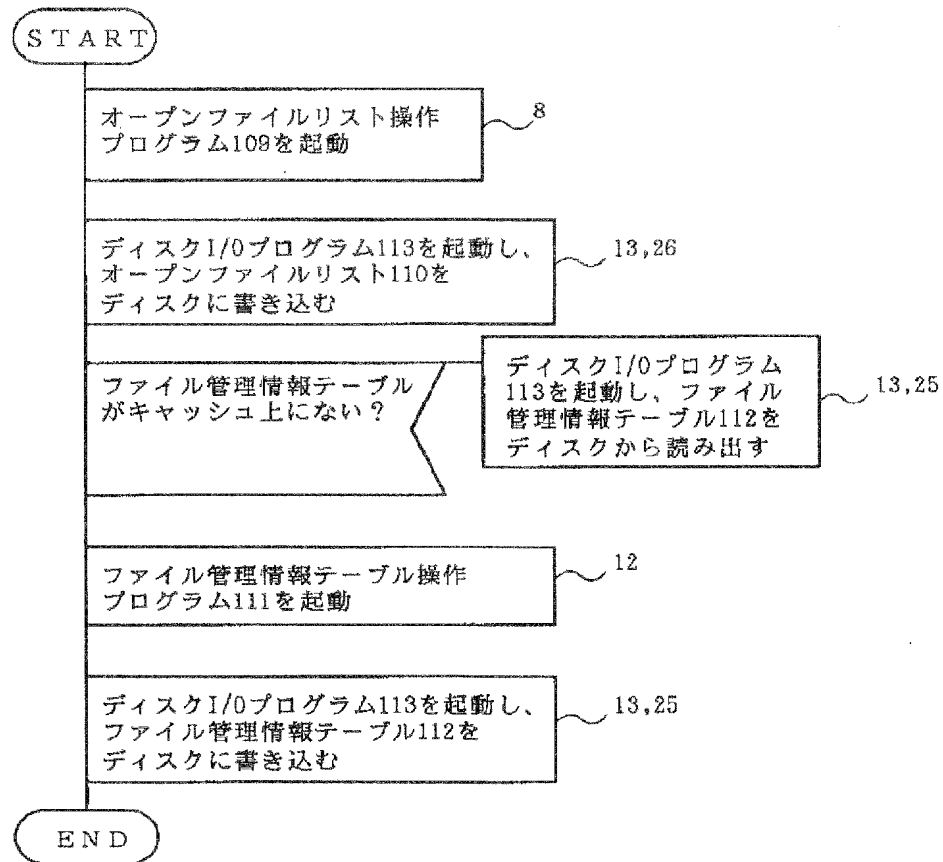 START
オープンファイルリスト操作
プログラム109を起動
8
ディスクI/Oプログラム113を起動し、
オープンファイルリスト110を
ディスクに書き込む
13,26
ファイル管理情報テーブル
がキャッシュ上にない?
ディスクI/Oプログラム
113を起動し、ファイル
管理情報テーブル112を
ディスクから読み出す
13,25
ファイル管理情報テーブル操作
プログラム111を起動
12
ディスクI/Oプログラム113を起動し、
ファイル管理情報テーブル112を
ディスクに書き込む
13,25
END